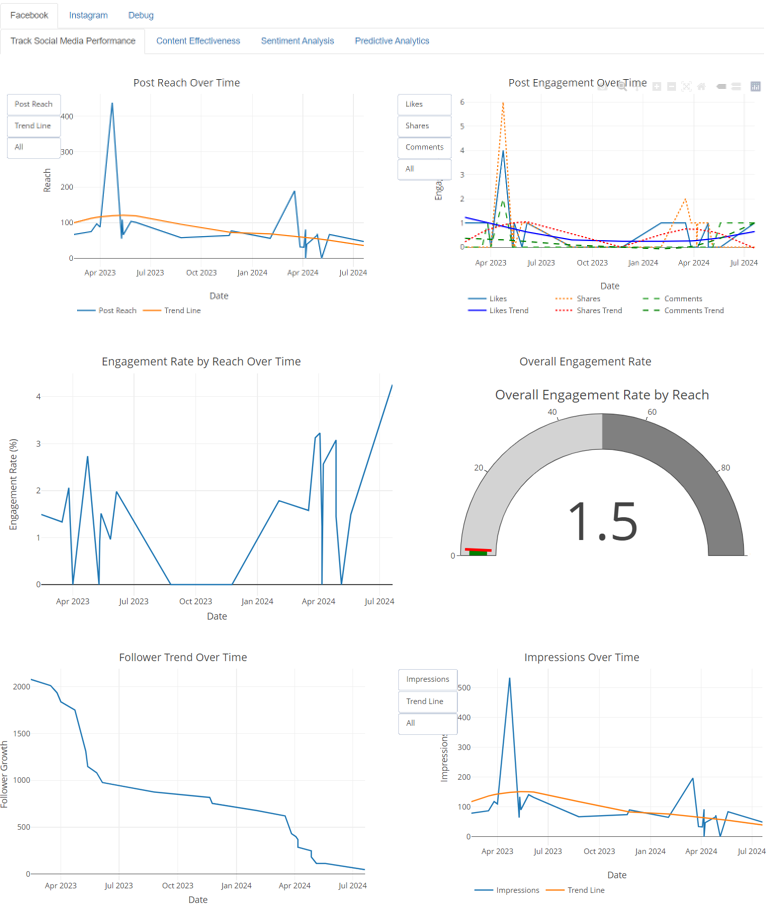 Facebook Instagram Debug
Track Social Media Performance Content Effectiveness Sentiment Analysis Predictive Analytics
Post Reach Over Time
Post Reach
Trend Line
All
400
300
200
100
0
Reach
Apr 2023 Jul 2023 Oct 2023 Jan 2024 Apr 2024 Jul 2024
Date
Post Reach Trend Line
Post Engagement Over Time
Likes
Shares
Comments
All
6
5
4
3
2
1
0
Apr 2023 Jul 2023 Oct 2023 Jan 2024 Apr 2024 Jul 2024
Date
Likes Shares Comments
Likes Trend Shares Trend Comments Trend
Engagement Rate by Reach Over Time
4
3
2
1
0
Engagement Rate (%)
Apr 2023 Jul 2023 Oct 2023 Jan 2024 Apr 2024 Jul 2024
Date
Overall Engagement Rate
Overall Engagement Rate by Reach
40 60
20 80
0
1.5
Follower Trend Over Time
2000
1500
1000
500
0
Follower Growth
Apr 2023 Jul 2023 Oct 2023 Jan 2024 Apr 2024 Jul 2024
Date
Impressions Over Time
Impressions
Trend Line
All
500
400
300
200
100
0
Impressions
Apr 2023 Jul 2023 Oct 2023 Jan 2024 Apr 2024 Jul 2024
Date
Impressions Trend Line